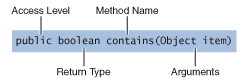 Access Level Method Name
public boolean contains(Object item)
Return Type Arguments